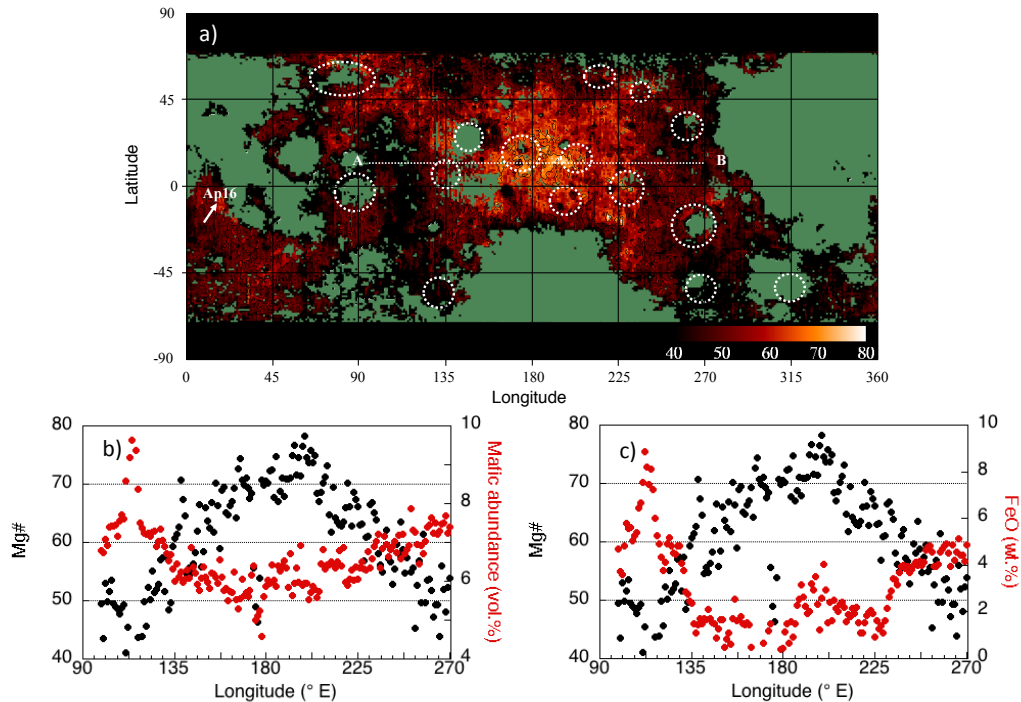 90
a)
45
Latitude
A
B
0
Ap16
-45
40 50 60 70 80
-90
0 45 90 135 180 225 270 315 360
Longitude
80 10
b)
70
8
Mg#
Mafic abundance (vol.%)
60
6
50
40 4
90 135 180 225 270
Longitude (° E)
80 10
c)
8
70
6
Mg#
FeO (wt.%)
60
4
50
2
40 0
90 135 180 225 270
Longitude (° E)